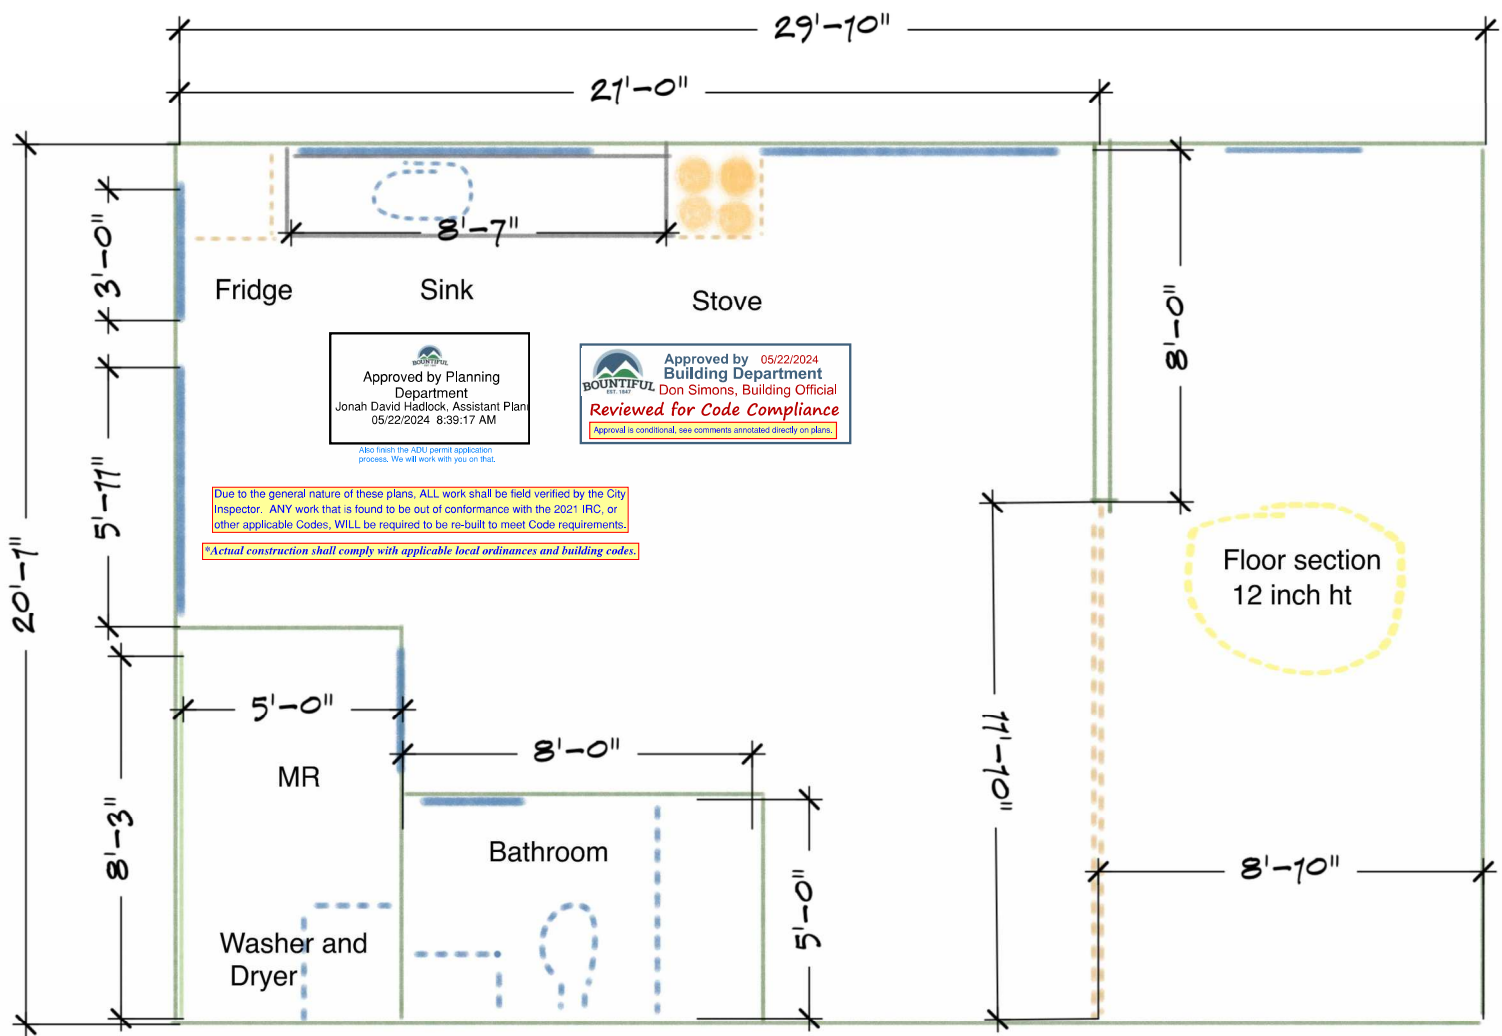 29'-10"
21'-0"
8'-7"
3'-0"
Fridge
Sink
Stove
8'-0"
BOUNTIFUL
Approved by Planning
Department
Jonah David Hadlock, Assistant Plan
05/22/2024 8:39:17 AM
Also finish the ADU permit application
process. We will work with you on that.
BOUNTIFUL
EST. 1847
Approved by 05/22/2024
Building Department
Don Simons, Building Official
Reviewed for Code Compliance
Approval is conditional, see comments annotated directly on plans.
5'-11"
Due to the general nature of these plans, ALL work shall be field verified by the City
Inspector. ANY work that is found to be out of conformance with the 2021 IRC, or
other applicable Codes, WILL be required to be re-built to meet Code requirements.
*Actual construction shall comply with applicable local ordinances and building codes.
20'-1"
Floor section
12 inch ht
5'-0"
MR
8'-0"
11'-10"
8'-3"
Bathroom
8'-10"
5'-0"
Washer and
Dryer